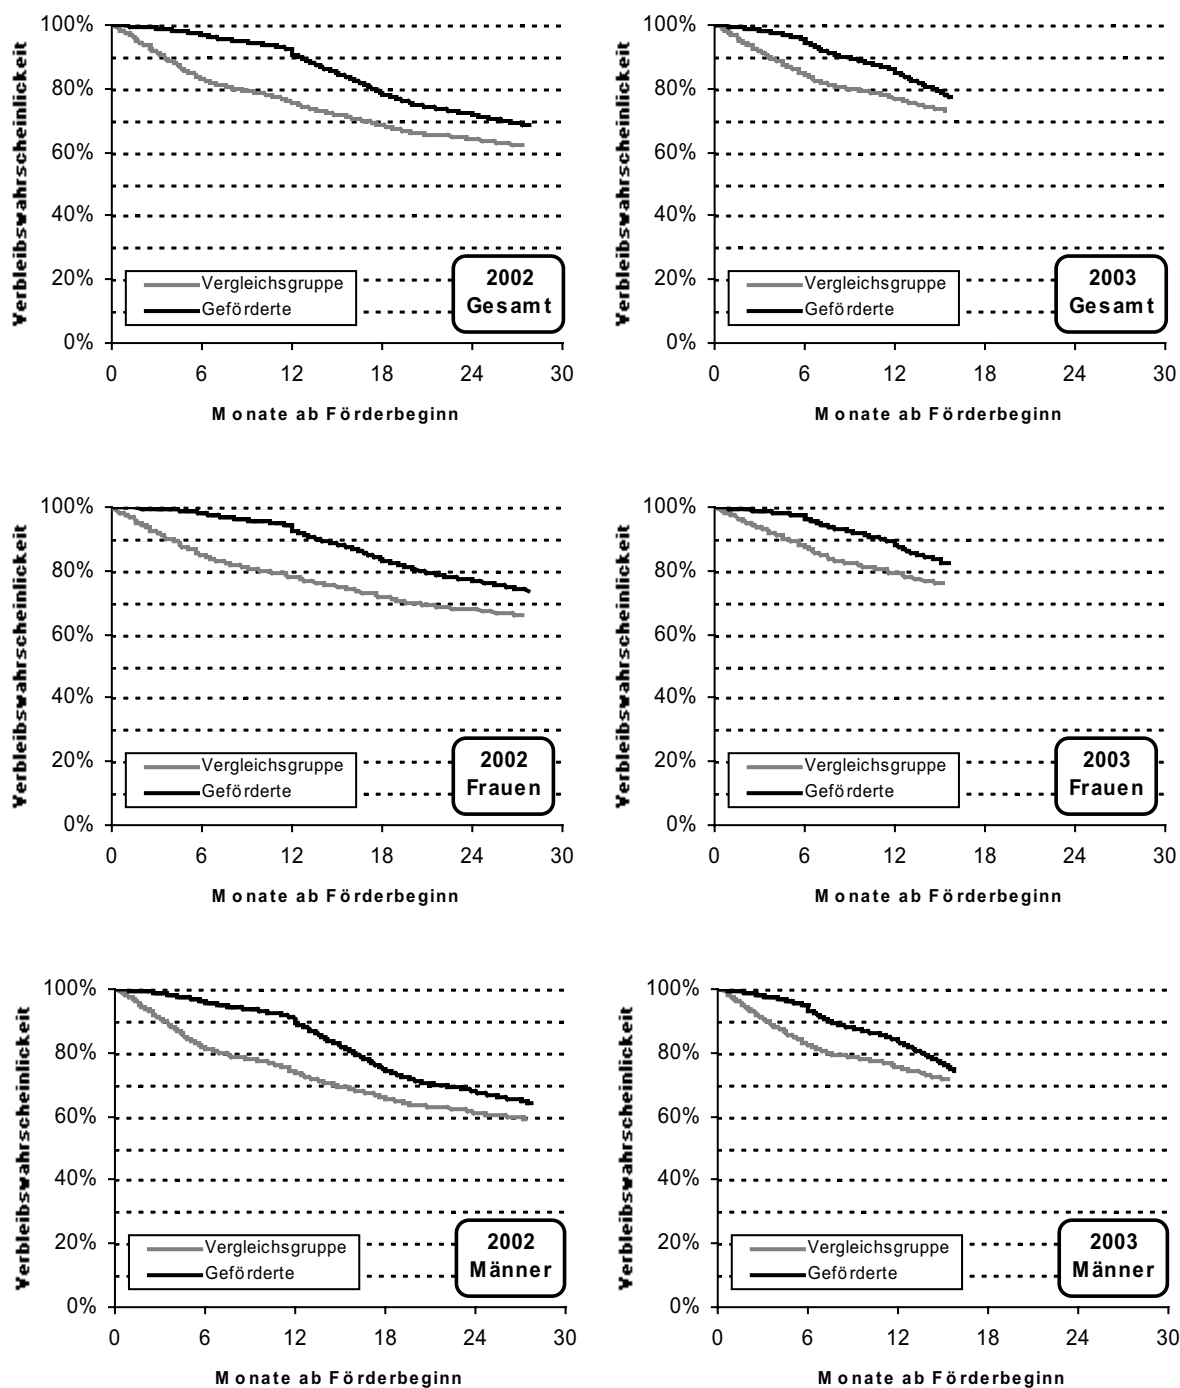 Verbleibswahrscheinlickeit
100%
80%
60%
40%
20%
0%
Vergleichsgruppe
Geförderte
2002
Gesamt
0 6 12 18 24 30
Monate ab Förderbeginn
Verbleibswahrscheinlickeit
100%
80%
60%
40%
20%
0%
Vergleichsgruppe
Geförderte
2003
Gesamt
0 6 12 18 24 30
Monate ab Förderbeginn
Verbleibswahrscheinlickeit
100%
80%
60%
40%
20%
0%
Vergleichsgruppe
Geförderte
2002
Frauen
0 6 12 18 24 30
Monate ab Förderbeginn
Verbleibswahrscheinlickeit
100%
80%
60%
40%
20%
0%
Vergleichsgruppe
Geförderte
2003
Frauen
0 6 12 18 24 30
Monate ab Förderbeginn
Verbleibswahrscheinlickeit
100%
80%
60%
40%
20%
0%
Vergleichsgruppe
Geförderte
2002
Männer
0 6 12 18 24 30
Monate ab Förderbeginn
Verbleibswahrscheinlickeit
100%
80%
60%
40%
20%
0%
Vergleichsgruppe
Geförderte
2003
Männer
0 6 12 18 24 30
Monate ab Förderbeginn